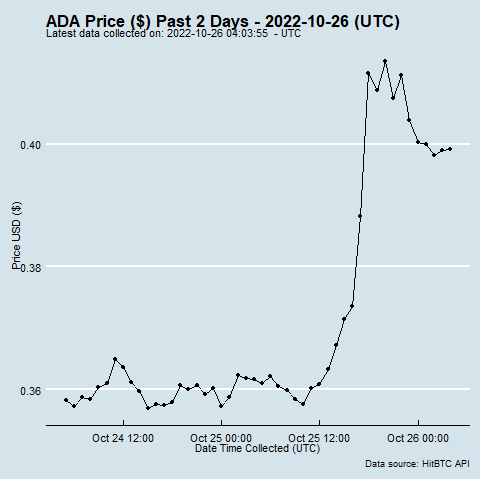 ADA Price ($) Past 2 Days - 2022-10-26 (UTC)
Latest data collected on: 2022-10-26 04:03:55 - UTC
Price USD ($)
0.40
0.38
0.36
Oct 24 12:00 Oct 25 00:00 Oct 25 12:00 Oct 26 00:00
Date Time Collected (UTC)
Data source: HitBTC API